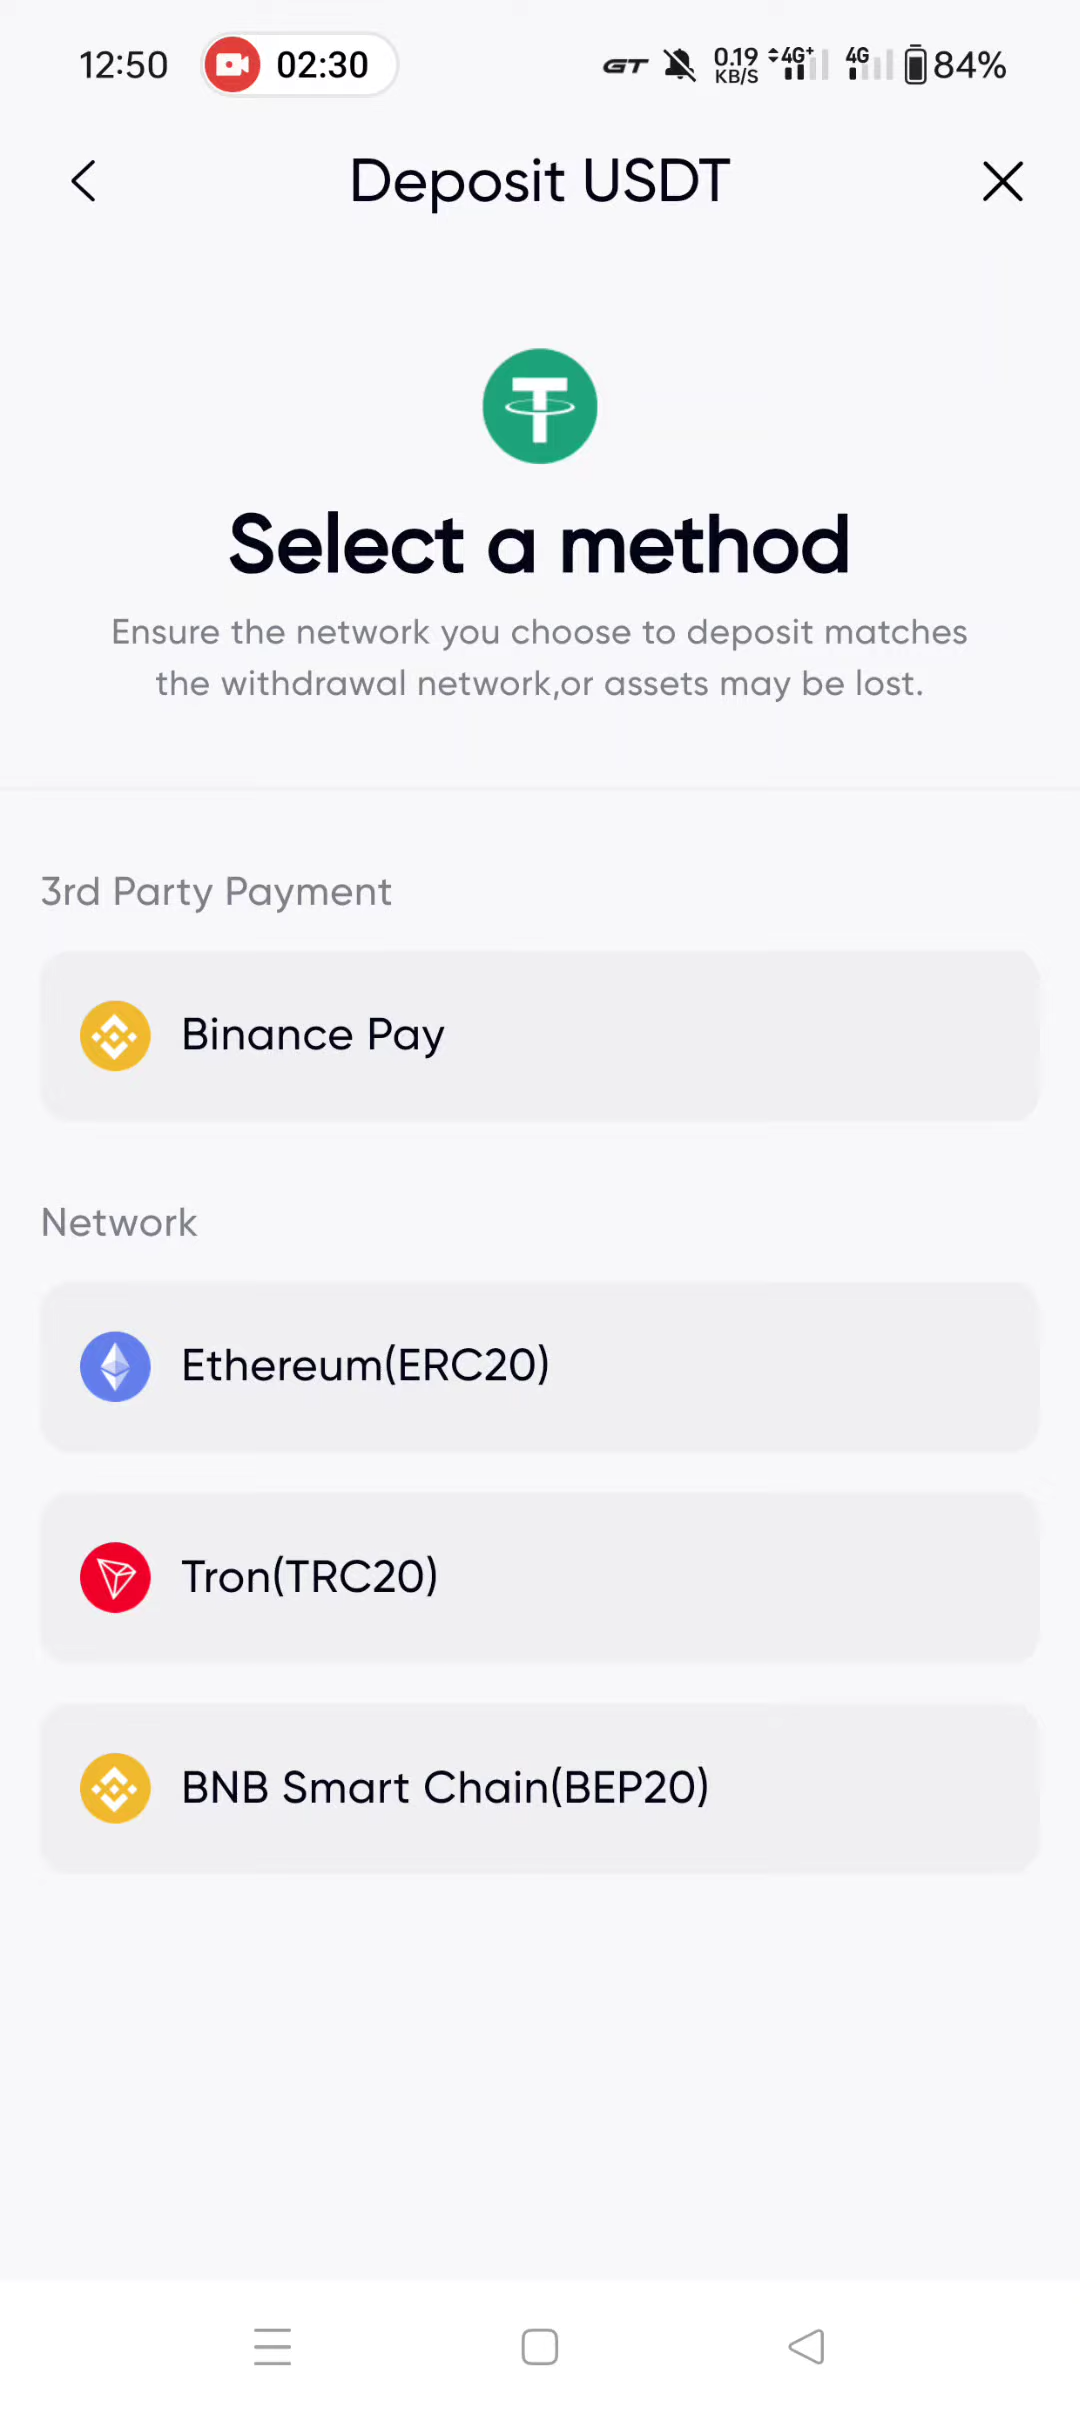 12:50
02:30
GT
0.19
KB/S
4G+
4G
84%
Deposit USDT
Select a method
Ensure the network you choose to deposit matches
the withdrawal network,or assets may be lost.
3rd Party Payment
Binance Pay
Network
Ethereum(ERC20)
Tron(TRC20)
BNB Smart Chain(BEP20)